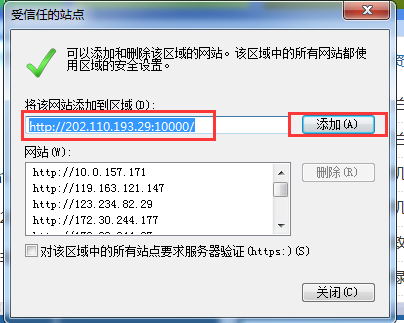 受信任的站点
可以添加和删除该区域的网站。该区域中的所有网站都使
用区域的安全设置。
将该网站添加到区域(D):
http://202.110.193.29:10000/
添加(A)
网站(W):
http://10.0.157.171
http://119.163.121.147
http://123.234.82.29
http://172.30.244.177
删除(R)
对该区域中的所有站点要求服务器验证(https:)(S)
关闭(C)